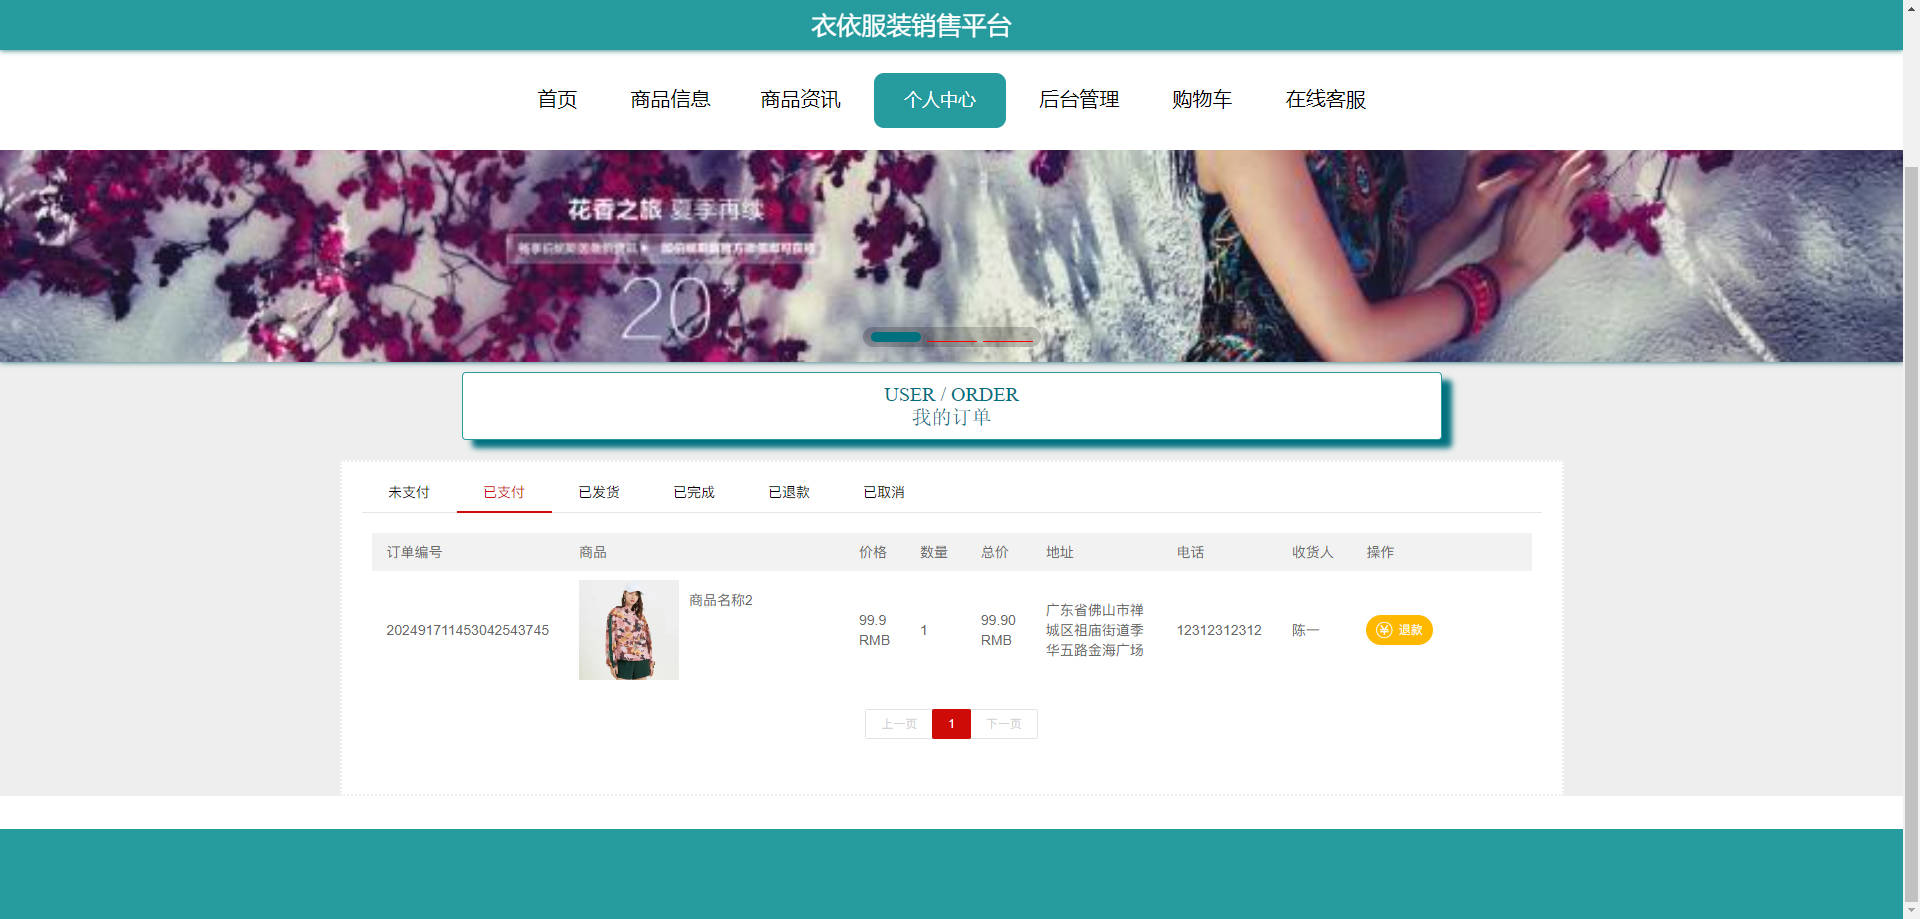 衣依服装销售平台
首页 商品信息 商品资讯 个人中心 后台管理 购物车 在线客服
花香之旅 夏季再续
20
USER / ORDER
我的订单
未支付 已支付 已发货 已完成 已退款 已取消
订单编号 商品 价格 数量 总价 地址 电话 收货人 操作
202491711453042543745 商品名称2 99.9 RMB 1 99.90 RMB 广东省佛山市禅城区祖庙街道季华五路金海广场 12312312312 陈一 退款
上一页 1 下一页